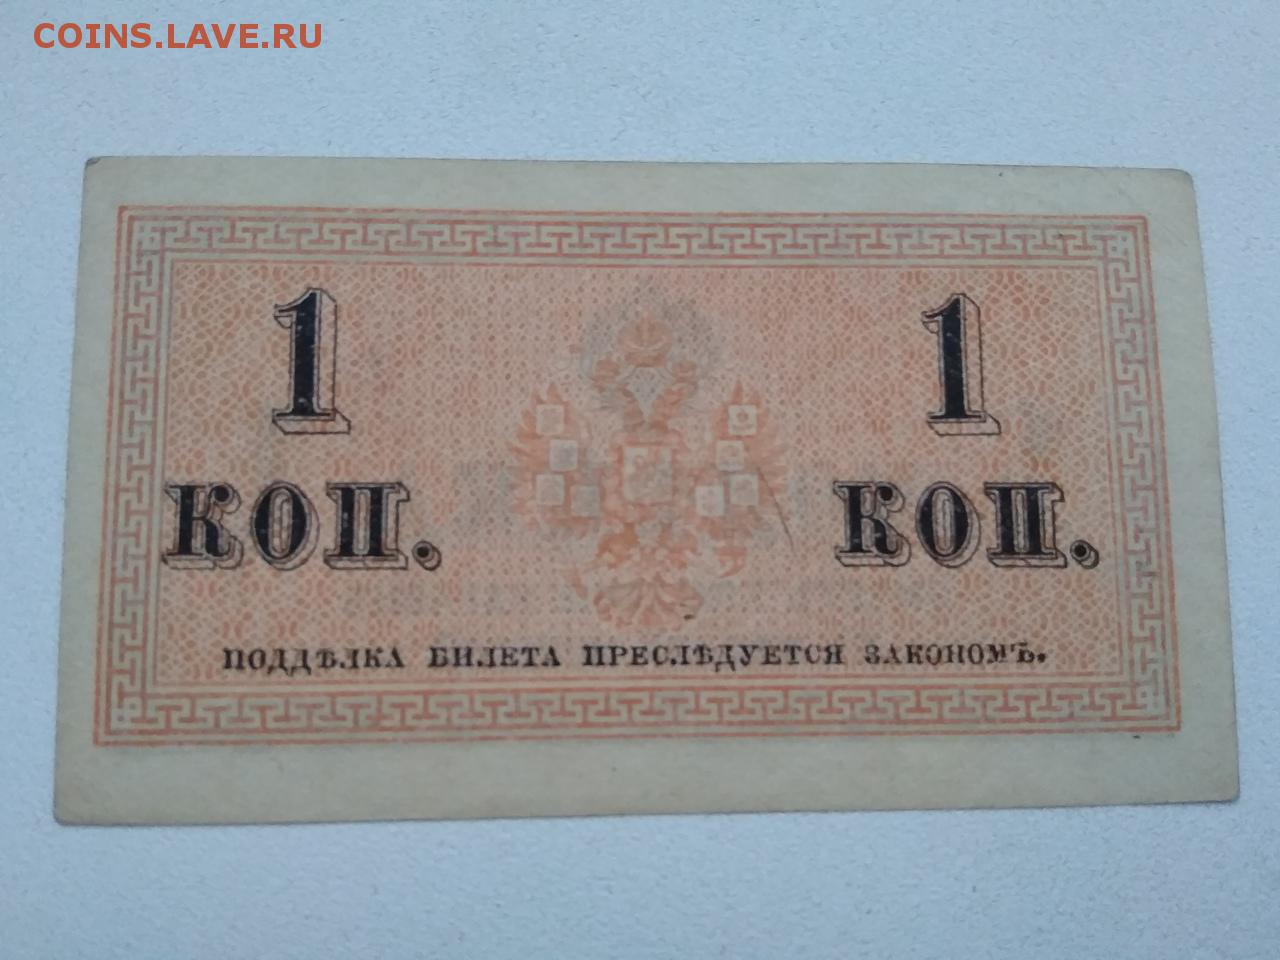 COINS.LAVE.RU
1 1
КОП. КОП.
ПОДДѢЛКА БИЛЕТА ПРЕСЛѢДУЕТСЯ ЗАКОНОМЪ.